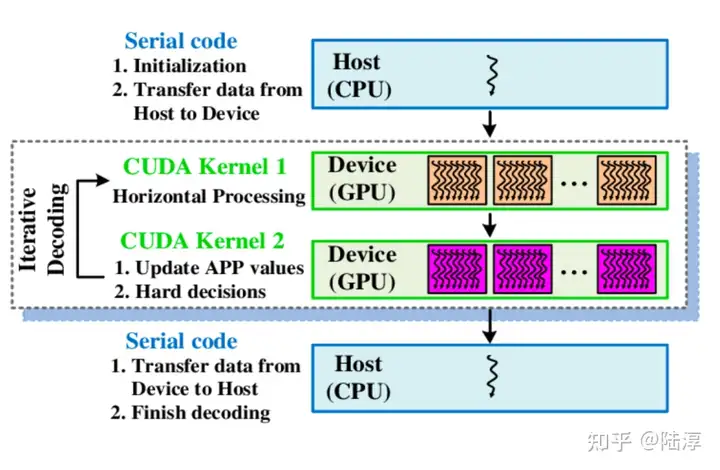 Serial code
1. Initialization
2. Transfer data from
Host to Device
Host
(CPU)
Iterative
Decoding
CUDA Kernel 1
Horizontal Processing
Device
(GPU)
...
CUDA Kernel 2
1. Update APP values
2. Hard decisions
Device
(GPU)
...
Serial code
1. Transfer data from
Device to Host
2. Finish decoding
Host
(CPU)
知乎 @陆淳